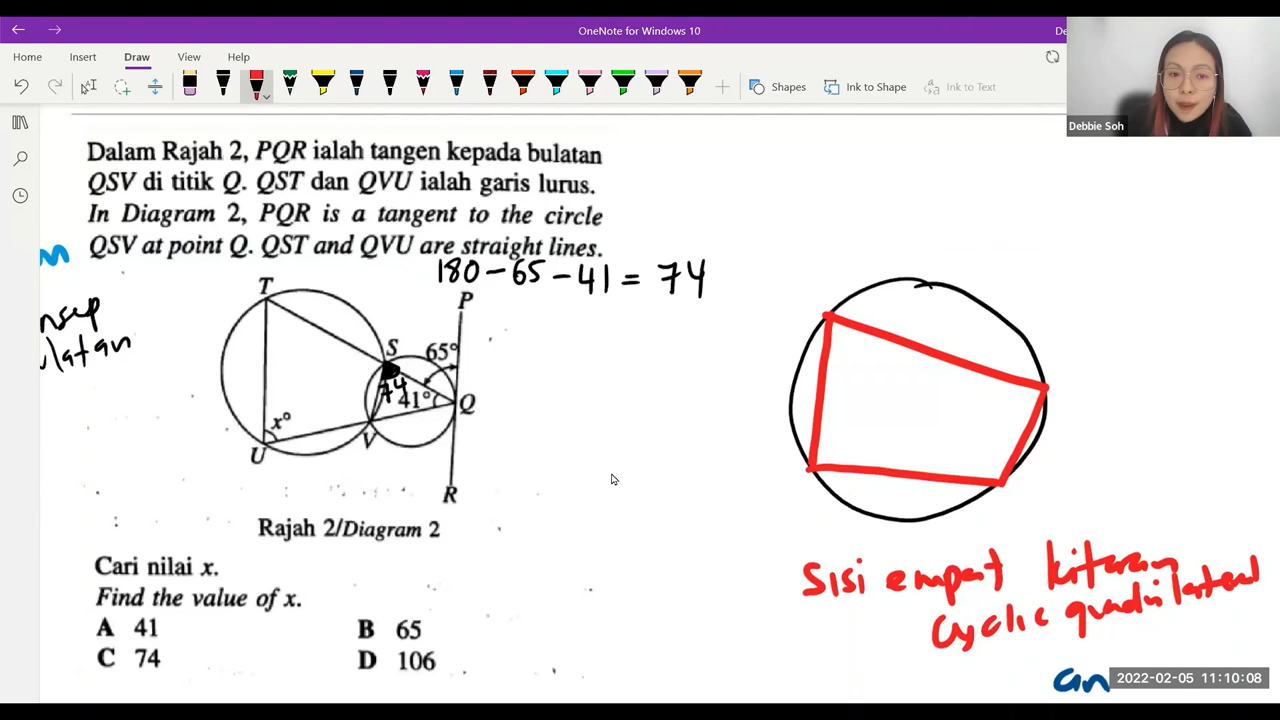 OneNote for Windows 10
De
Home Insert Draw View Help
Shapes Ink to Shape Ink to Text
Debbie Soh
Dalam Rajah 2, PQR ialah tangen kepada bulatan
QSV di titik Q. QST dan QVU ialah garis lurus.
In Diagram 2, PQR is a tangent to the circle
QSV at point Q. QST and QVU are straight lines.
180 - 65 - 41 = 74
T
P
S
65°
74
41°
Q
x°
V
U
R
Rajah 2/Diagram 2
Cari nilai x.
Find the value of x.
A 41 B 65
C 74 D 106
Sisi empat kitaran
cyclic quadrilateral
an
2022-02-05 11:10:08